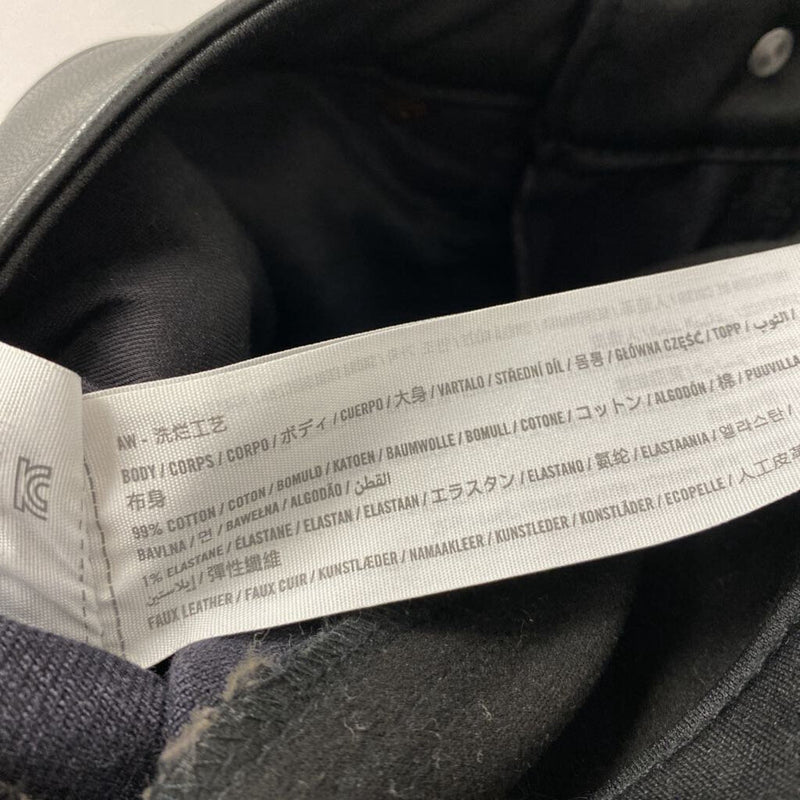 AW - 洗烂工艺
BODY / CORPS / CORPO / ボディ / CUERPO / 大身 / VARTALO / STŘEDNÍ DÍL / 몸통 / GŁÓWNA CZĘŚĆ / TOPP / الثوب /
布身
99% COTTON / COTON / BOMULD / KATOEN / BAUMWOLLE / BOMULL / COTONE / コットン / ALGODÓN / 棉 / PUUVILLA
BAVLNA / 면 / BAWEŁNA / ALGODÃO / القطن
1% ELASTANE / ÉLASTANE / ELASTAN / ELASTAAN / エラスタン / ELASTANO / 氨纶 / ELASTAANIA / 엘라스탄 /
إيلاستين / 彈性纖維
FAUX LEATHER / FAUX CUIR / KUNSTLÆDER / NAMAAKLEER / KUNSTLEDER / KONSTLÄDER / ECOPELLE / 人工皮革